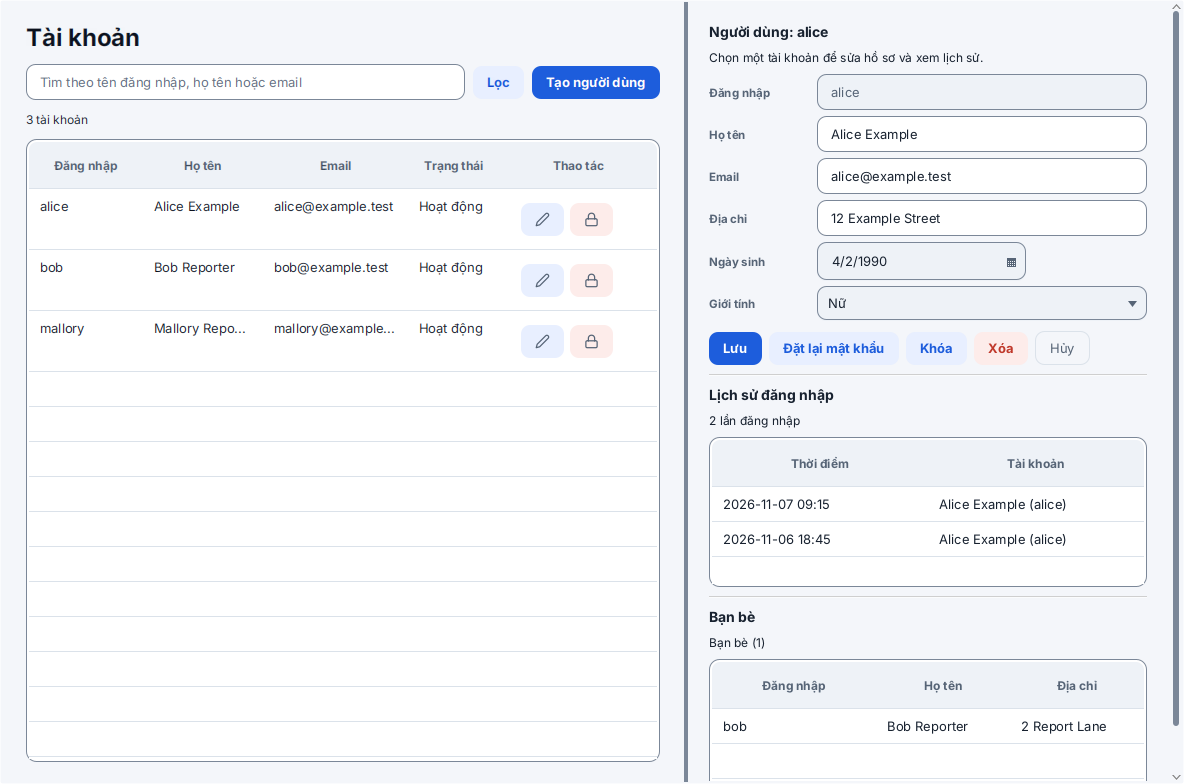 Tài khoản
Tìm theo tên đăng nhập, họ tên hoặc email
Lọc
Tạo người dùng
3 tài khoản
Đăng nhập Họ tên Email Trạng thái Thao tác
alice Alice Example alice@example.test Hoạt động
bob Bob Reporter bob@example.test Hoạt động
mallory Mallory Repo... mallory@example... Hoạt động
Người dùng: alice
Chọn một tài khoản để sửa hồ sơ và xem lịch sử.
Đăng nhập alice
Họ tên Alice Example
Email alice@example.test
Địa chỉ 12 Example Street
Ngày sinh 4/2/1990
Giới tính Nữ
Lưu Đặt lại mật khẩu Khóa Xóa Hủy
Lịch sử đăng nhập
2 lần đăng nhập
Thời điểm Tài khoản
2026-11-07 09:15 Alice Example (alice)
2026-11-06 18:45 Alice Example (alice)
Bạn bè
Bạn bè (1)
Đăng nhập Họ tên Địa chỉ
bob Bob Reporter 2 Report Lane